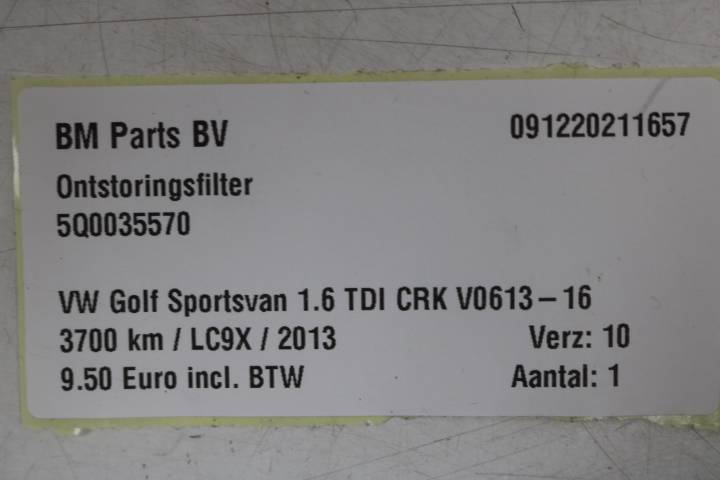 BM Parts BV 091220211657
Ontstoringsfilter
5Q0035570
VW Golf Sportsvan 1.6 TDI CRK V0613-16
3700 km / LC9X / 2013 Verz: 10
9.50 Euro incl. BTW Aantal: 1